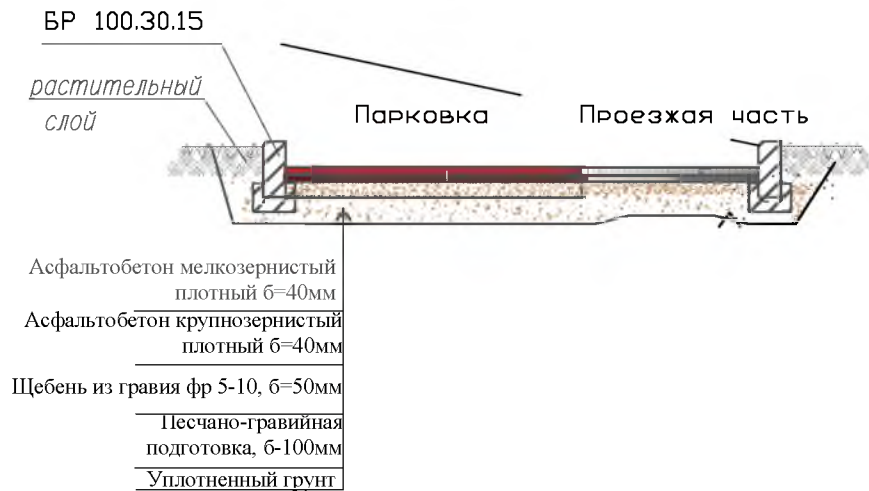 БР 100.30.15
растительный
слой
Парковка
Проезжая часть
Асфальтобетон мелкозернистый
плотный б=40мм
Асфальтобетон крупнозернистый
плотный б=40мм
Щебень из гравия фр 5-10, б=50мм
Песчано-гравийная
подготовка, б-100мм
Уплотненный грунт